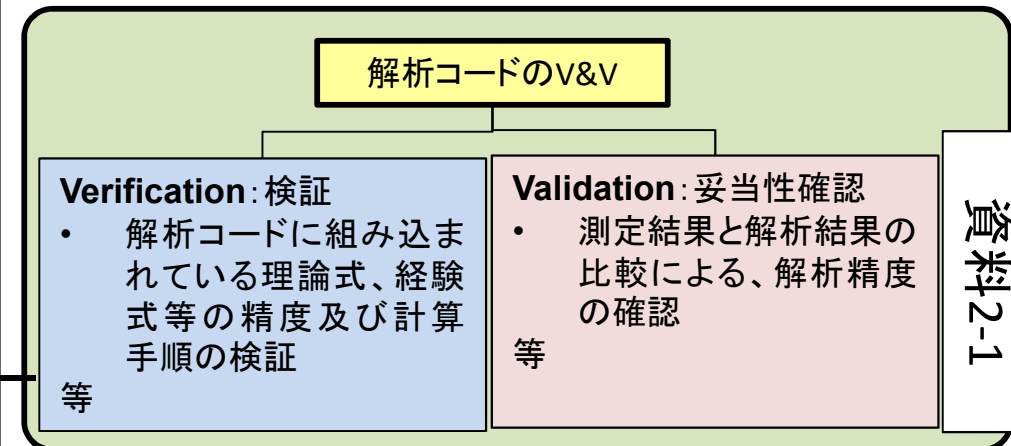 解析コードのV&V
Verification：検証
• 解析コードに組み込ま
れている理論式、経験
式等の精度及び計算
手順の検証
等
Validation：妥当性確認
• 測定結果と解析結果の
比較による、解析精度
の確認
等
資料2-1